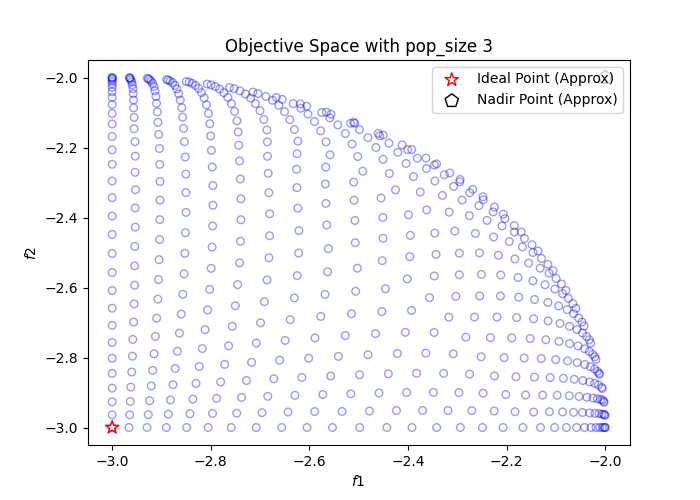 Objective Space with pop_size 3
Ideal Point (Approx)
Nadir Point (Approx)
f2
−2.0
−2.2
−2.4
−2.6
−2.8
−3.0
−3.0
−2.8
−2.6
−2.4
−2.2
−2.0
f1